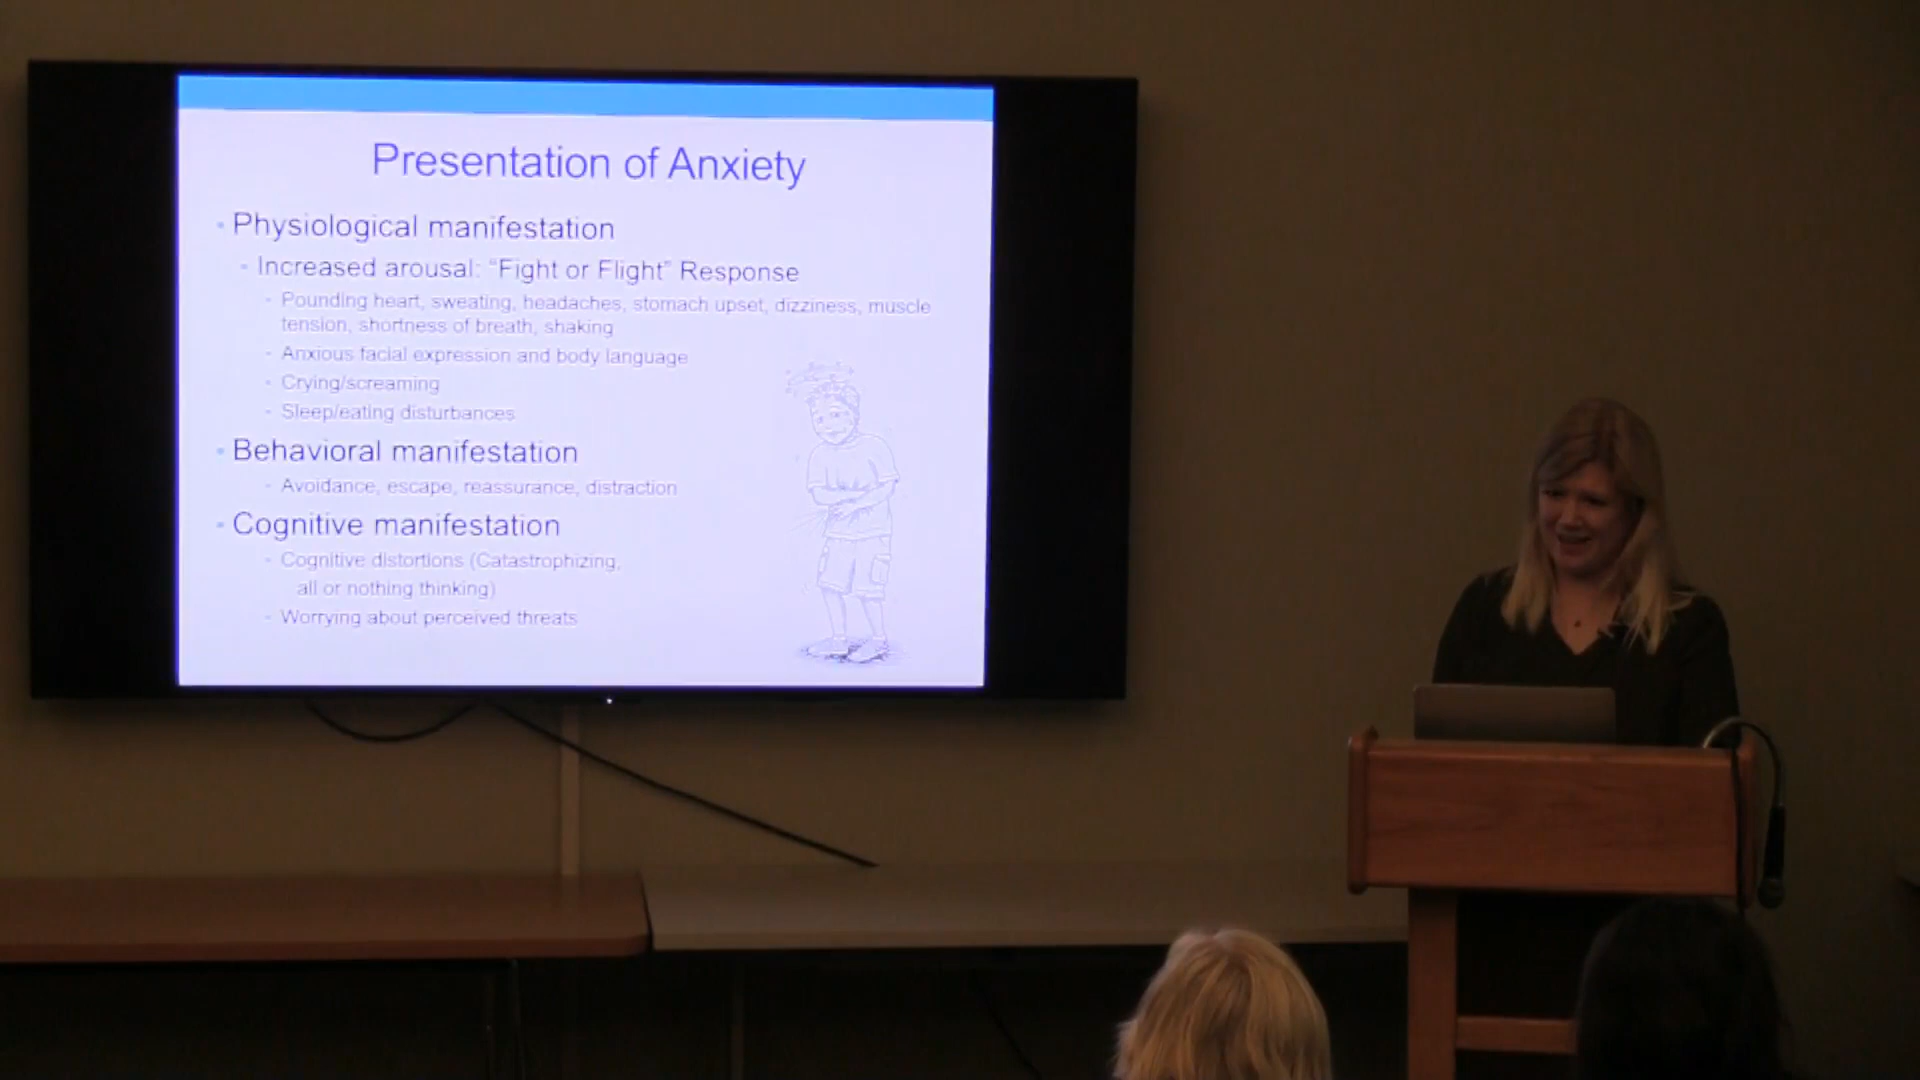 Presentation of Anxiety
· Physiological manifestation
- Increased arousal: “Fight or Flight” Response
- Pounding heart, sweating, headaches, stomach upset, dizziness, muscle
tension, shortness of breath, shaking
- Anxious facial expression and body language
- Crying/screaming
- Sleep/eating disturbances
· Behavioral manifestation
- Avoidance, escape, reassurance, distraction
· Cognitive manifestation
- Cognitive distortions (Catastrophizing,
all or nothing thinking)
- Worrying about perceived threats